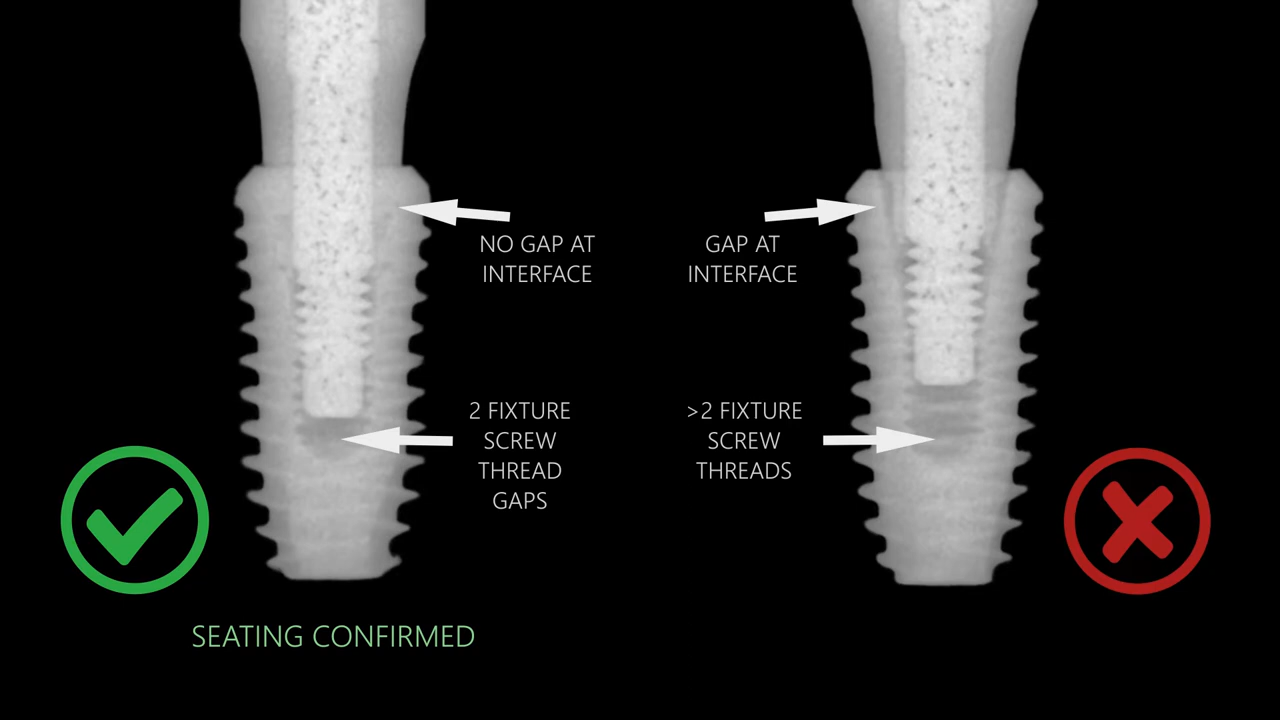 NO GAP AT
INTERFACE
GAP AT
INTERFACE
2 FIXTURE
SCREW
THREAD
GAPS
>2 FIXTURE
SCREW
THREADS
SEATING CONFIRMED